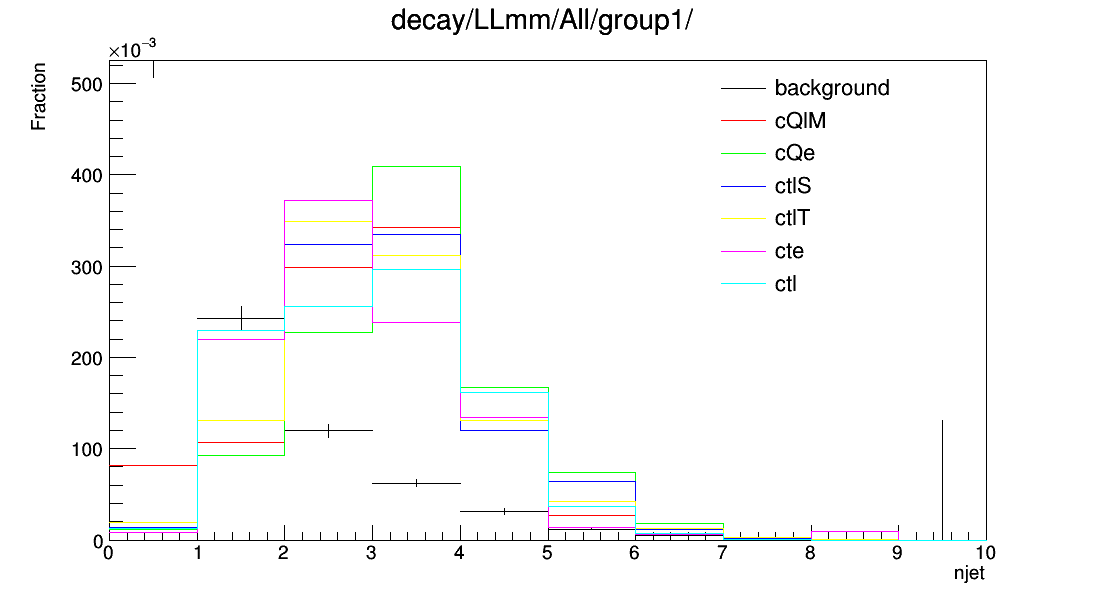 decay/LLmm/All/group1/
×10⁻³
Fraction
500
400
300
200
100
0
background
cQlM
cQe
ctlS
ctlT
cte
ctl
0 1 2 3 4 5 6 7 8 9 10
njet